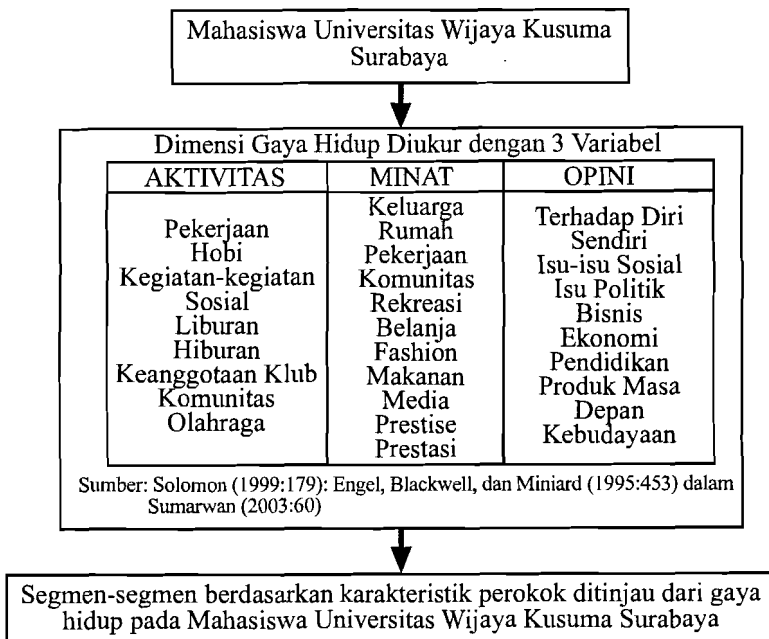 Mahasiswa Universitas Wijaya Kusuma
Surabaya
Dimensi Gaya Hidup Diukur dengan 3 Variabel
AKTIVITAS
Pekerjaan
Hobi
Kegiatan-kegiatan
Sosial
Liburan
Hiburan
Keanggotaan Klub
Komunitas
Olahraga
MINAT
Keluarga
Rumah
Pekerjaan
Komunitas
Rekreasi
Belanja
Fashion
Makanan
Media
Prestise
Prestasi
OPINI
Terhadap Diri
Sendiri
Isu-isu Sosial
Isu Politik
Bisnis
Ekonomi
Pendidikan
Produk Masa
Depan
Kebudayaan
Sumber: Solomon (1999:179): Engel, Blackwell, dan Miniard (1995:453) dalam
Sumarwan (2003:60)
Segmen-segmen berdasarkan karakteristik perokok ditinjau dari gaya
hidup pada Mahasiswa Universitas Wijaya Kusuma Surabaya